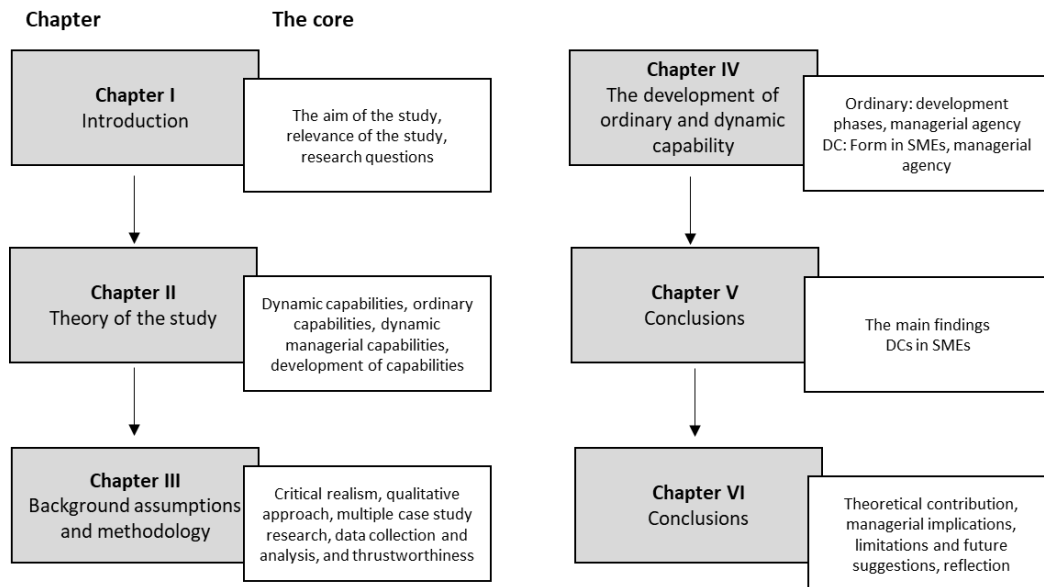 Chapter
The core
Chapter I
Introduction
The aim of the study,
relevance of the study,
research questions
Chapter II
Theory of the study
Dynamic capabilities, ordinary
capabilities, dynamic
managerial capabilities,
development of capabilities
Chapter III
Background assumptions
and methodology
Critical realism, qualitative
approach, multiple case study
research, data collection and
analysis, and thrustworthiness
Chapter IV
The development of
ordinary and dynamic
capability
Ordinary: development
phases, managerial agency
DC: Form in SMEs, managerial
agency
Chapter V
Conclusions
The main findings
DCs in SMEs
Chapter VI
Conclusions
Theoretical contribution,
managerial implications,
limitations and future
suggestions, reflection